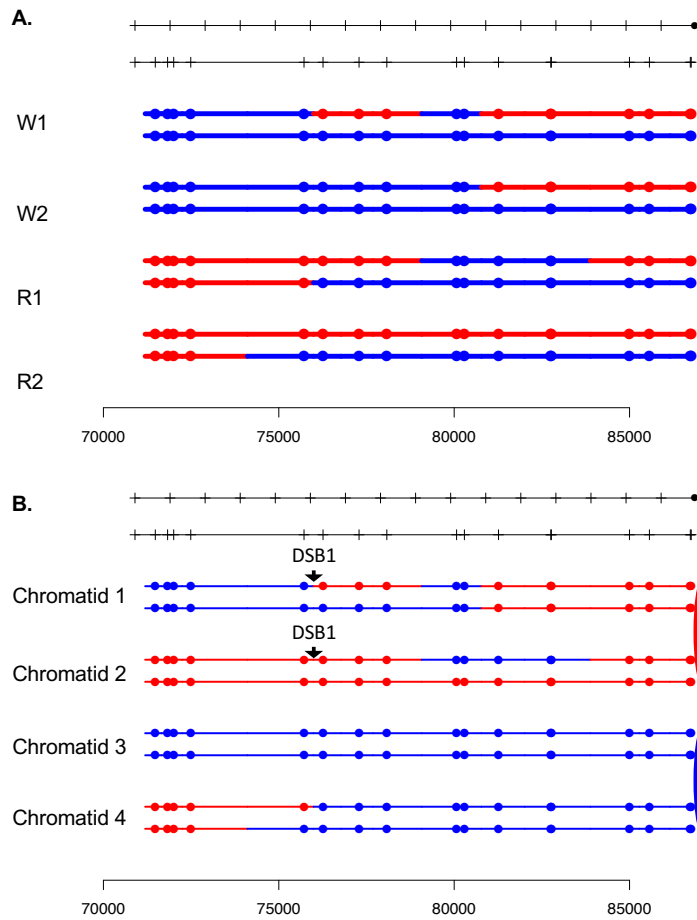 A.
W1
W2
R1
R2
70000 75000 80000 85000
B.
DSB1
Chromatid 1
DSB1
Chromatid 2
Chromatid 3
Chromatid 4
70000 75000 80000 85000